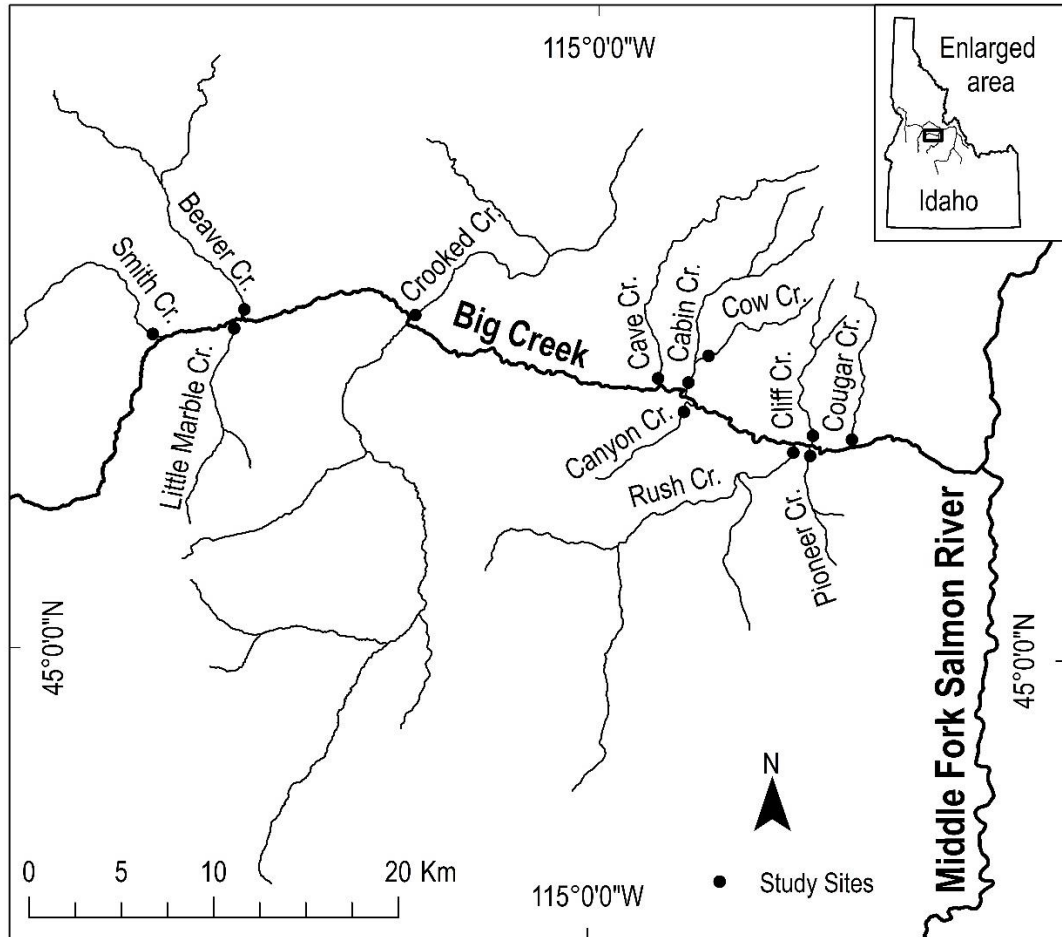 115°0'0"W
Enlarged
area
Idaho
Beaver Cr.
Smith Cr.
Crooked Cr.
Cave Cr.
Cabin Cr.
Cow Cr.
Big Creek
Little Marble Cr.
Cliff Cr.
Cougar Cr.
Canyon Cr.
Rush Cr.
Pioneer Cr.
Middle Fork Salmon River
45°0'0"N
45°0'0"N
N
0 5 10 20 Km
Study Sites
115°0'0"W